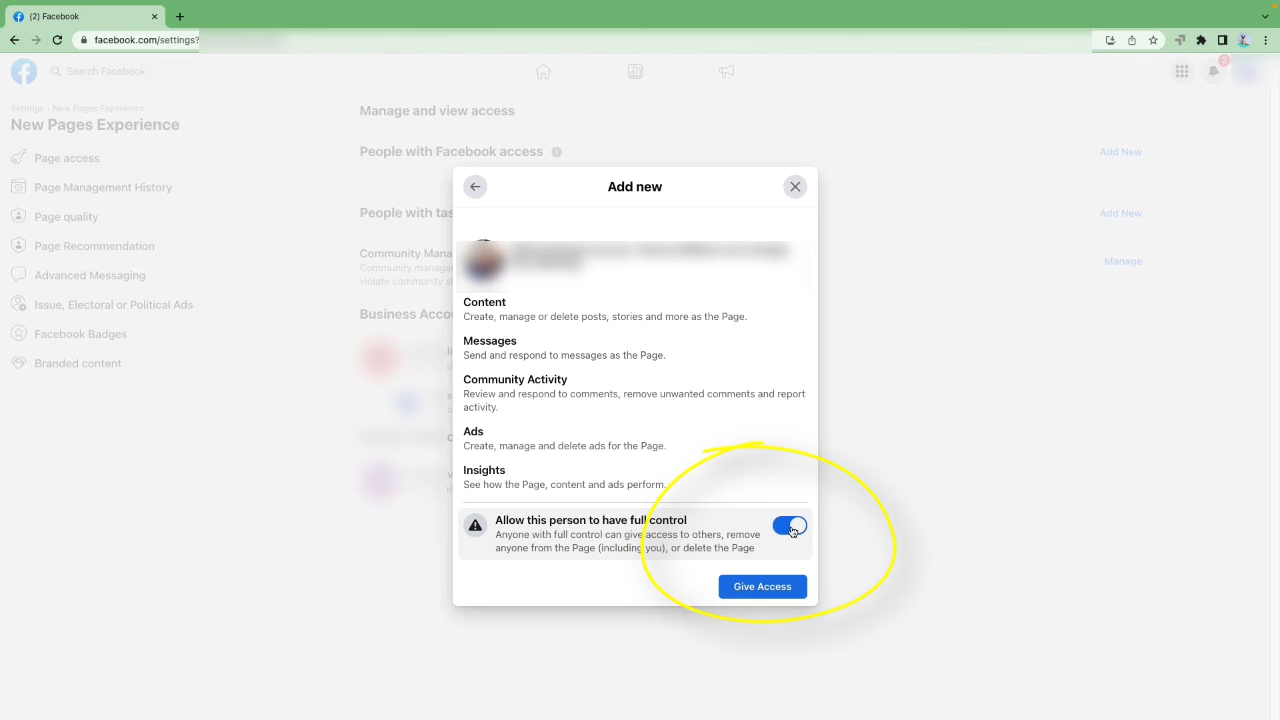 (2) Facebook
facebook.com/settings?
Search Facebook
2
Settings › New Pages Experience
New Pages Experience
Page access
Page Management History
Page quality
Page Recommendation
Advanced Messaging
Issue, Electoral or Political Ads
Facebook Badges
Branded content
Manage and view access
People with Facebook access
Add New
People with tas
Add New
Community Mana
Community manage
violate community s
Manage
Business Accou
Add new
Content
Create, manage or delete posts, stories and more as the Page.
Messages
Send and respond to messages as the Page.
Community Activity
Review and respond to comments, remove unwanted comments and report
activity.
Ads
Create, manage and delete ads for the Page.
Insights
See how the Page, content and ads perform.
Allow this person to have full control
Anyone with full control can give access to others, remove
anyone from the Page (including you), or delete the Page
Give Access